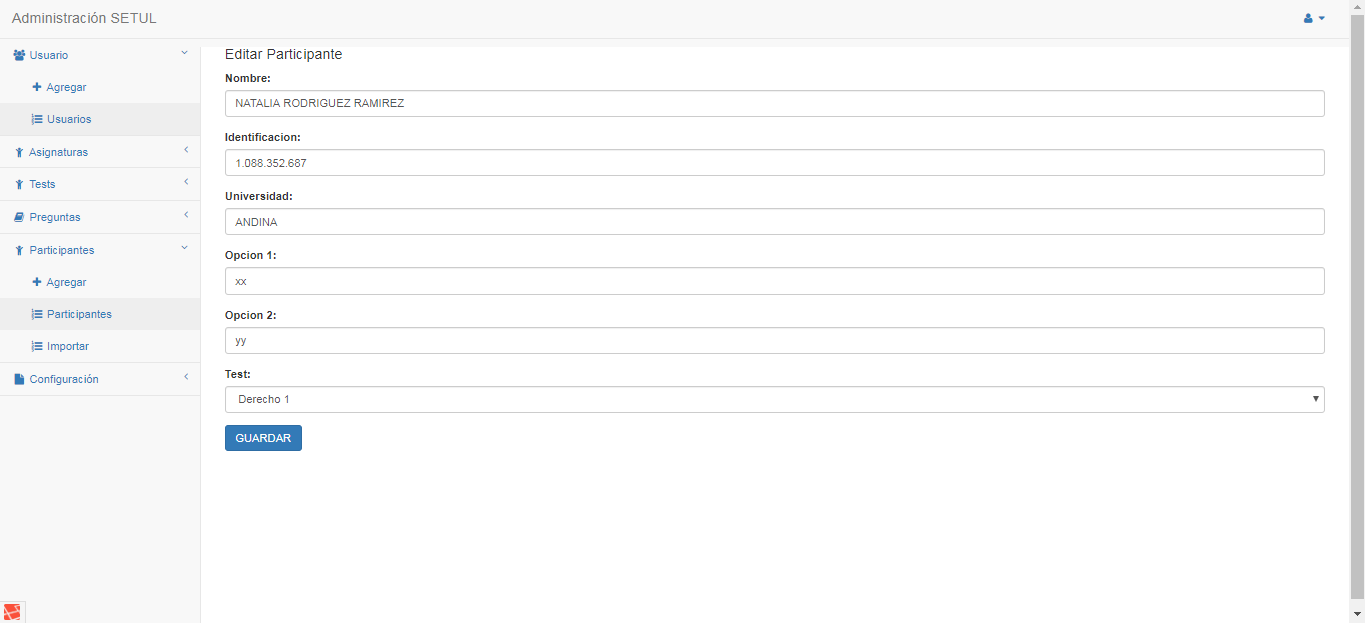 Administración SETUL
Usuario
Agregar
Usuarios
Asignaturas
Tests
Preguntas
Participantes
Agregar
Participantes
Importar
Configuración
Editar Participante
Nombre:
NATALIA RODRIGUEZ RAMIREZ
Identificacion:
1.088.352.687
Universidad:
ANDINA
Opcion 1:
xx
Opcion 2:
yy
Test:
Derecho 1
GUARDAR